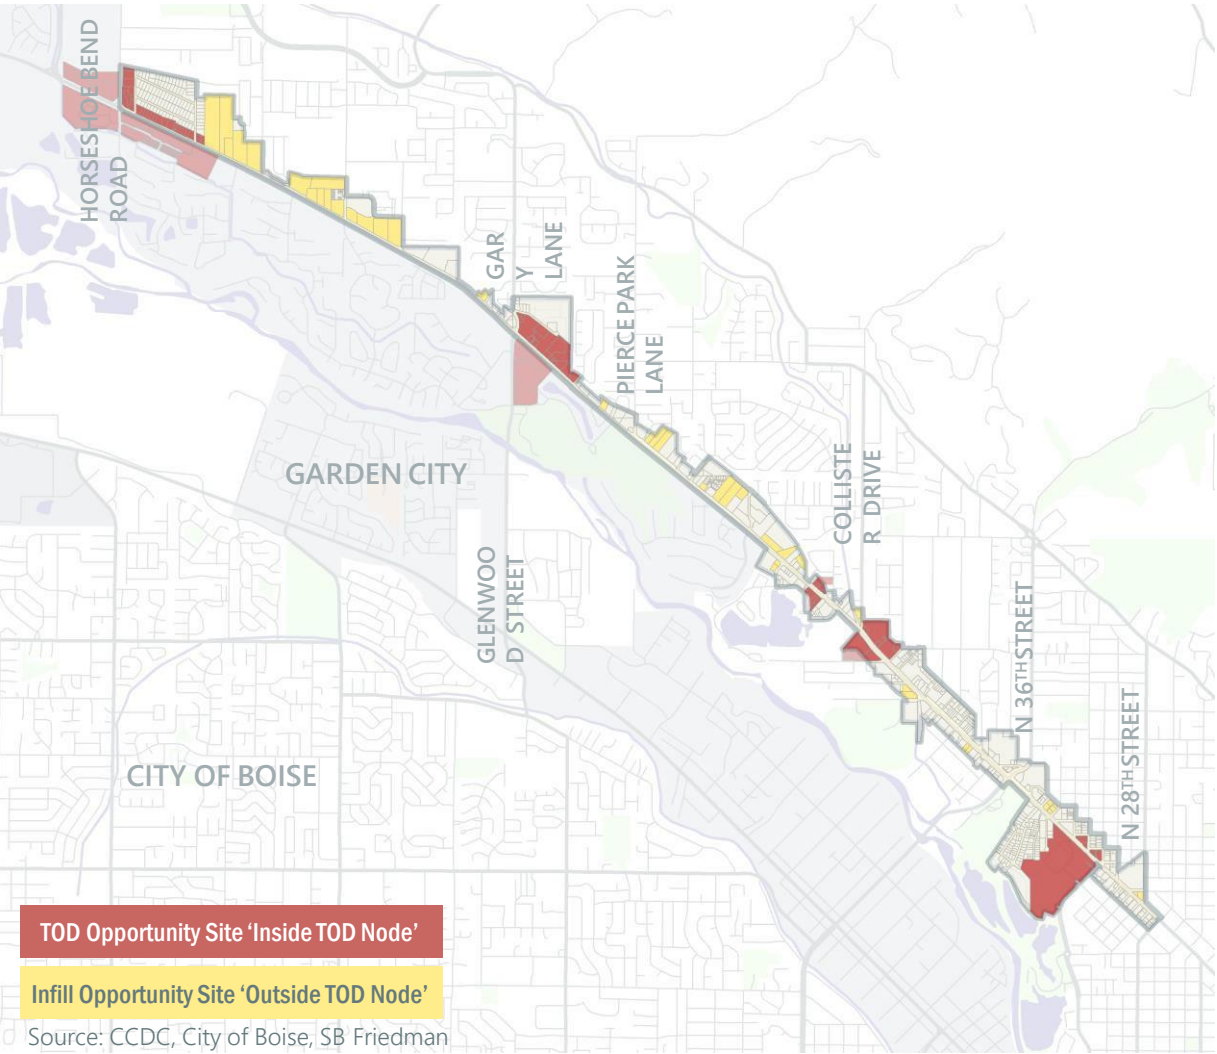 HORSESHOE BEND
ROAD
GAR
Y
LANE
PIERCE PARK
LANE
COLLISTE
R DRIVE
GARDEN CITY
GLENWOO
D STREET
N 36TH STREET
N 28TH STREET
CITY OF BOISE
TOD Opportunity Site ‘Inside TOD Node’
Infill Opportunity Site ‘Outside TOD Node’
Source: CCDC, City of Boise, SB Friedman